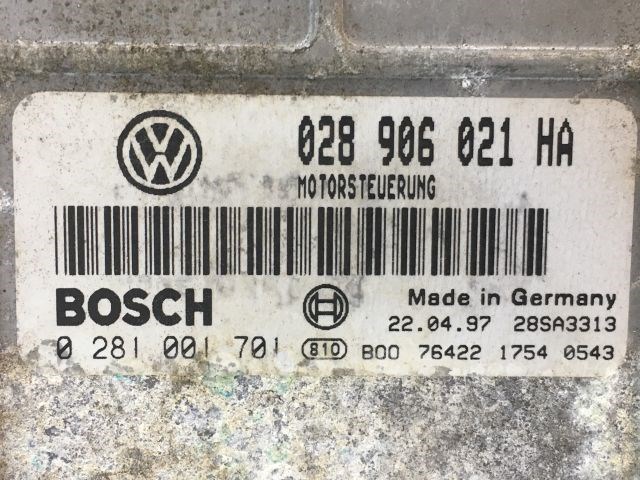 028 906 021 HA
MOTORSTEUERUNG
BOSCH
Made in Germany
22.04.97 28SA3313
0 281 001 701 810 B00 76422 1754 0543